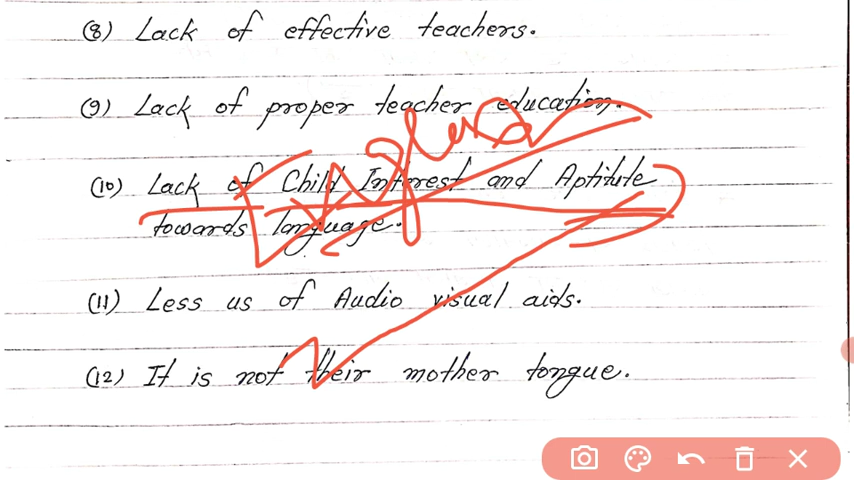 (8) Lack of effective teachers.
(9) Lack of proper teacher education.
(10) Lack of Child Interest and Aptitute
towards language.
(11) Less us of Audio visual aids.
(12) It is not their mother tongue.